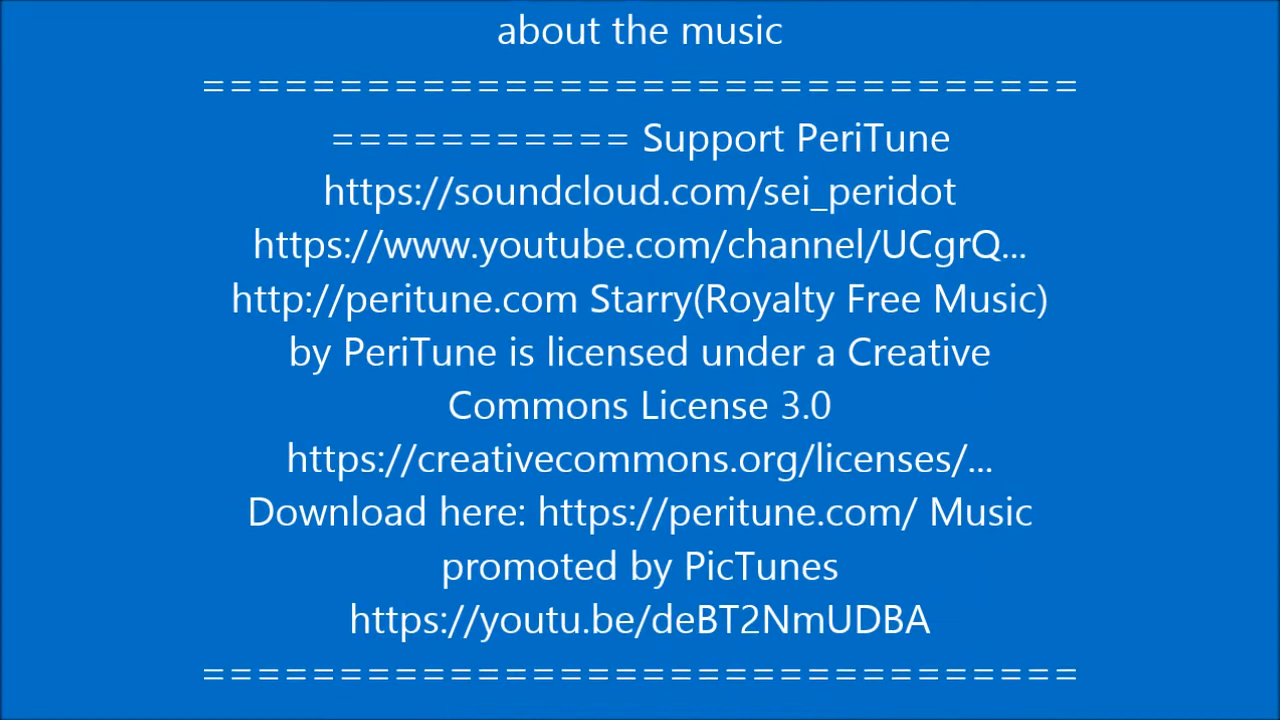 about the music
================================
=========== Support PeriTune
https://soundcloud.com/sei_peridot
https://www.youtube.com/channel/UCgrQ...
http://peritune.com Starry(Royalty Free Music)
by PeriTune is licensed under a Creative
Commons License 3.0
https://creativecommons.org/licenses/...
Download here: https://peritune.com/ Music
promoted by PicTunes
https://youtu.be/deBT2NmUDBA
================================